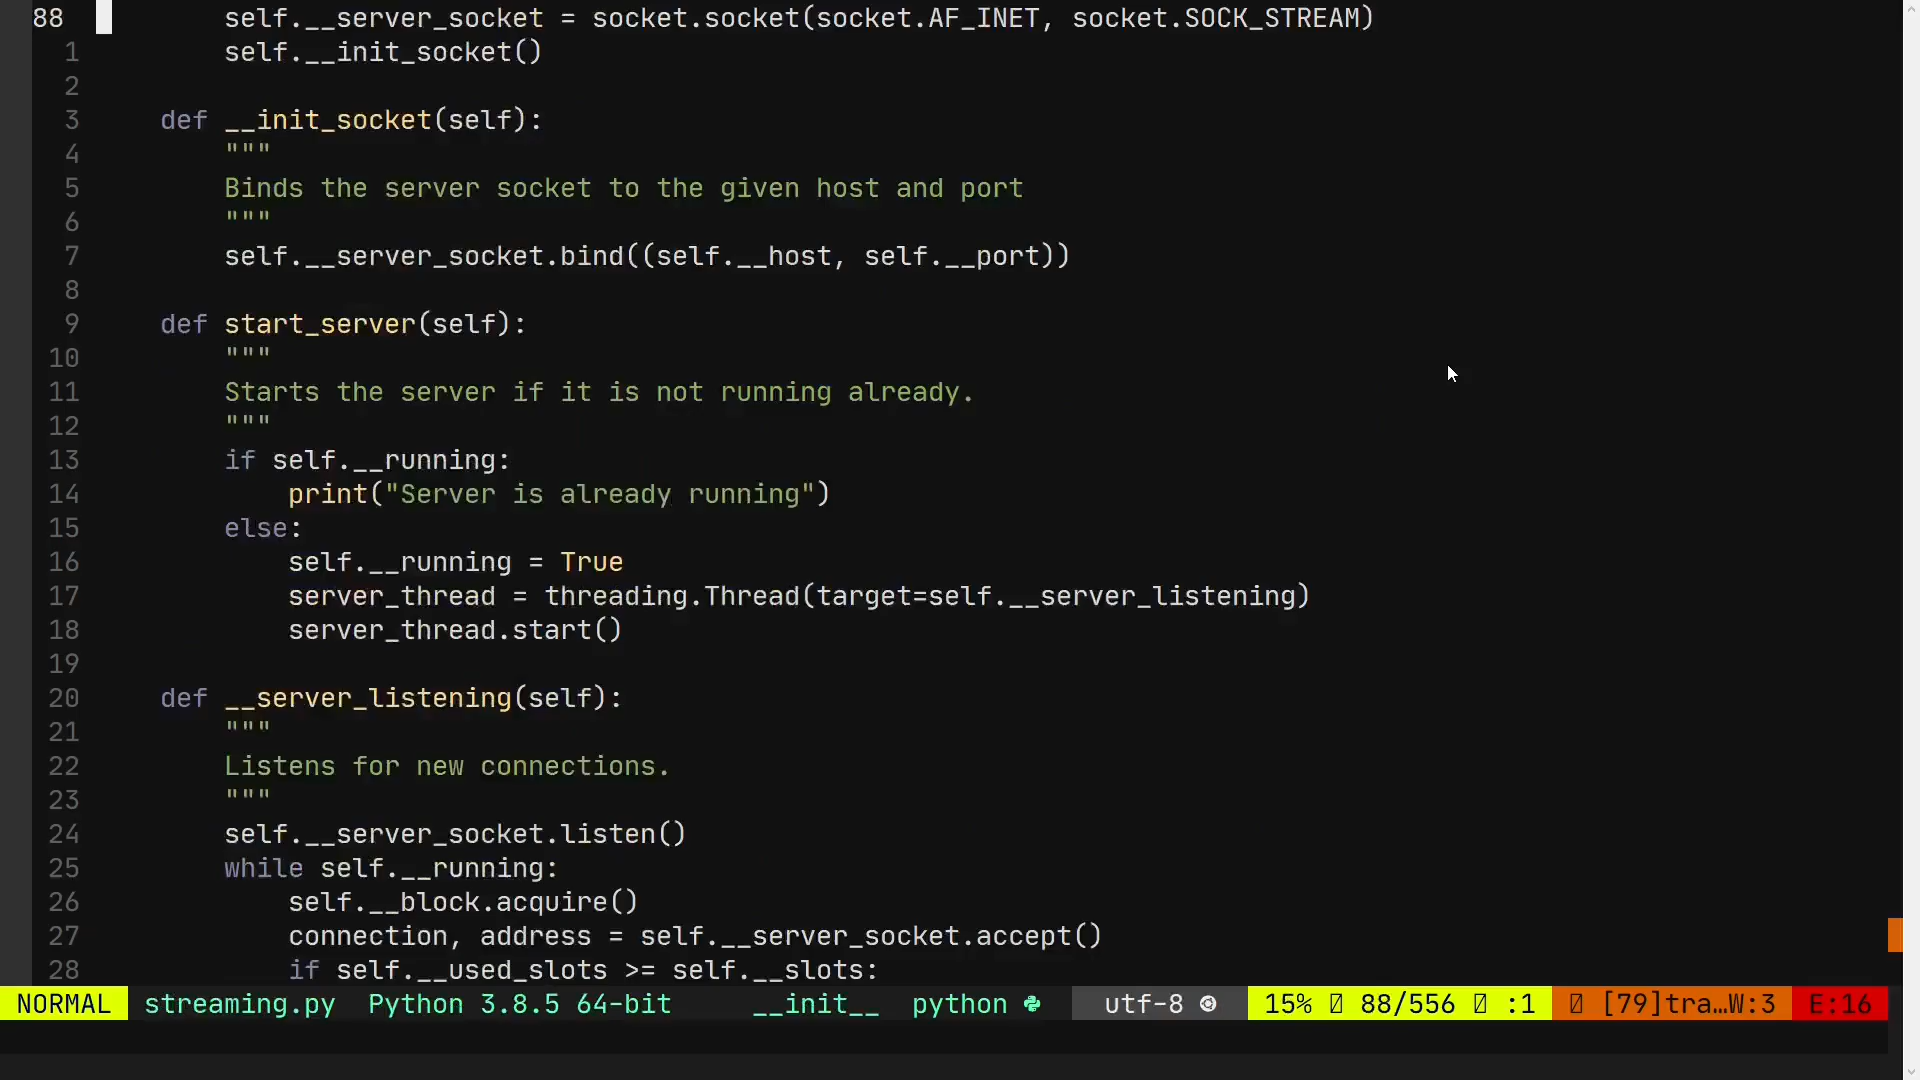 88 self.__server_socket = socket.socket(socket.AF_INET, socket.SOCK_STREAM)
1 self.__init_socket()
2
3 def __init_socket(self):
4 """
5 Binds the server socket to the given host and port
6 """
7 self.__server_socket.bind((self.__host, self.__port))
8
9 def start_server(self):
10 """
11 Starts the server if it is not running already.
12 """
13 if self.__running:
14 print("Server is already running")
15 else:
16 self.__running = True
17 server_thread = threading.Thread(target=self.__server_listening)
18 server_thread.start()
19
20 def __server_listening(self):
21 """
22 Listens for new connections.
23 """
24 self.__server_socket.listen()
25 while self.__running:
26 self.__block.acquire()
27 connection, address = self.__server_socket.accept()
28 if self.__used_slots >= self.__slots:
NORMAL streaming.py Python 3.8.5 64-bit __init__ python utf-8 15% 88/556 :1 [79]tra…W:3 E:16